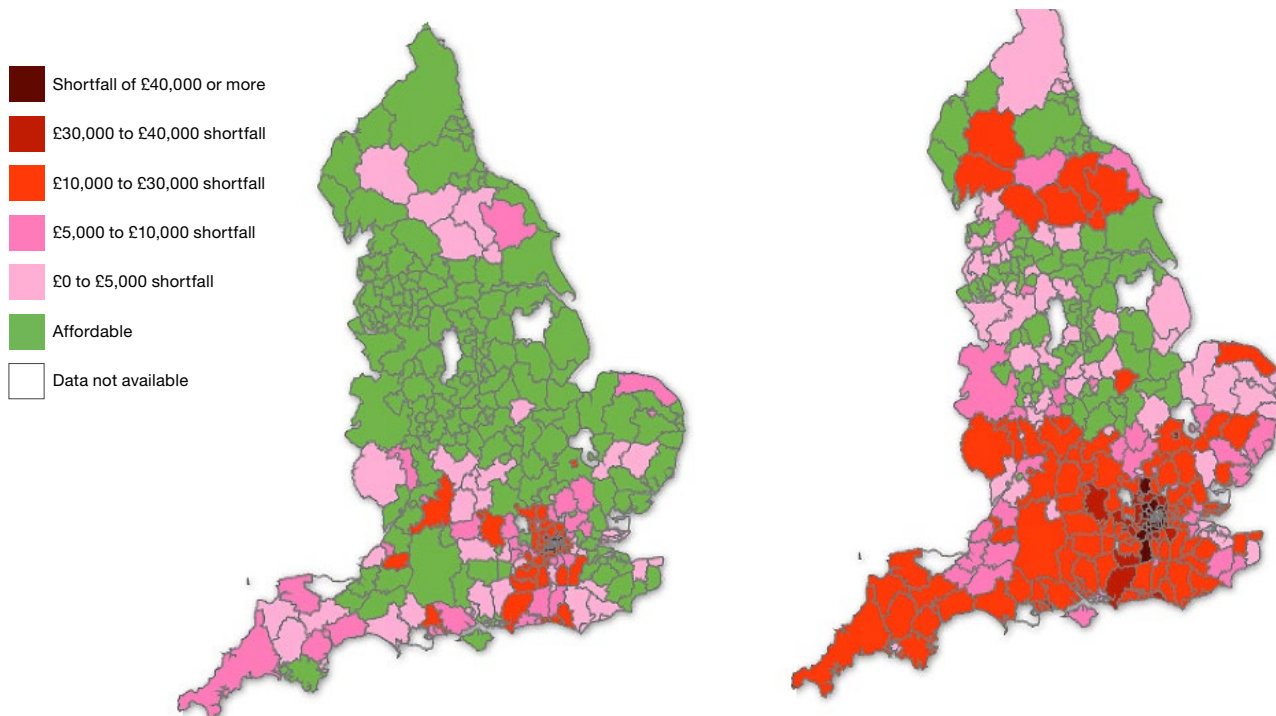 Shortfall of £40,000 or more
£30,000 to £40,000 shortfall
£10,000 to £30,000 shortfall
£5,000 to £10,000 shortfall
£0 to £5,000 shortfall
Affordable
Data not available